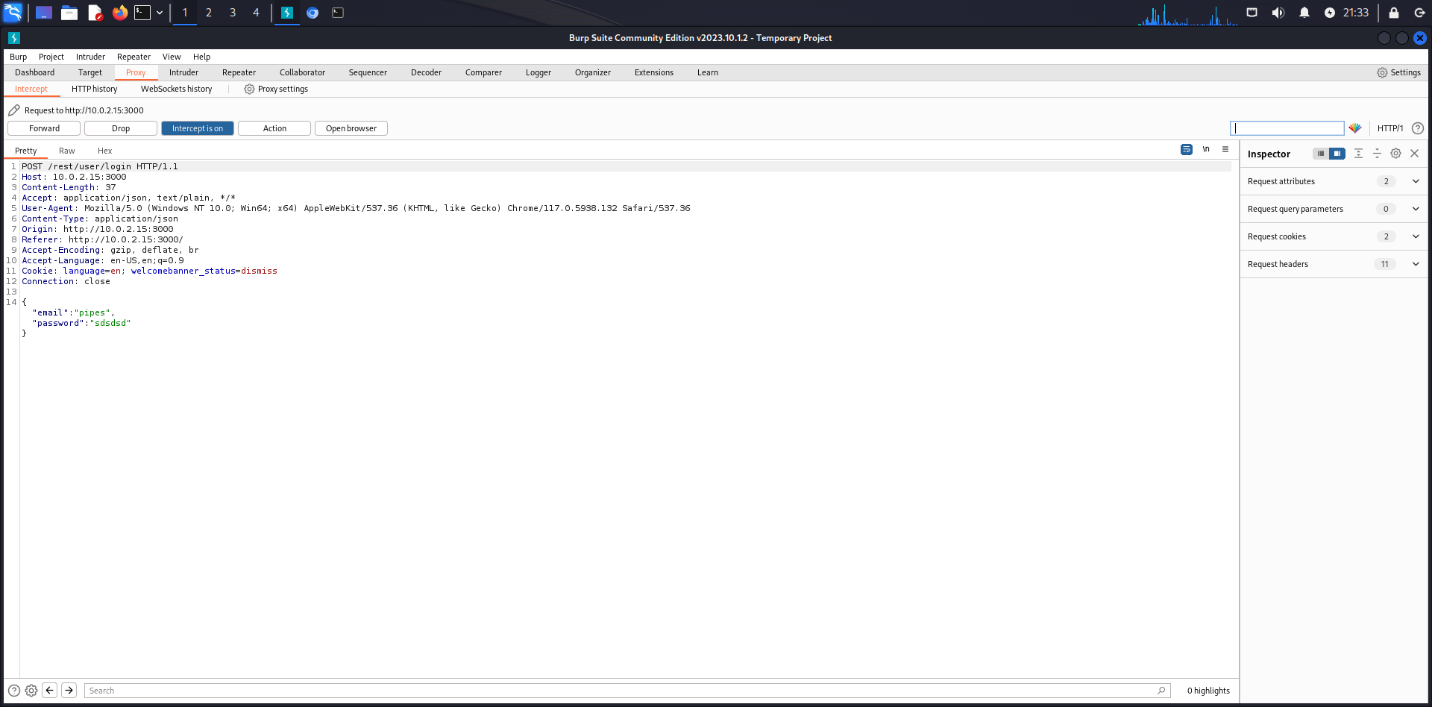 1 2 3 4 21:33
Burp Suite Community Edition v2023.10.1.2 - Temporary Project
Burp Project Intruder Repeater View Help
Dashboard Target Proxy Intruder Repeater Collaborator Sequencer Decoder Comparer Logger Organizer Extensions Learn Settings
Intercept HTTP history WebSockets history Proxy settings
Request to http://10.0.2.15:3000
Forward Drop Intercept is on Action Open browser HTTP/1 ?
Pretty Raw Hex \n
Inspector
1 POST /rest/user/login HTTP/1.1
2 Host: 10.0.2.15:3000
3 Content-Length: 37
4 Accept: application/json, text/plain, */*
5 User-Agent: Mozilla/5.0 (Windows NT 10.0; Win64; x64) AppleWebKit/537.36 (KHTML, like Gecko) Chrome/117.0.5938.132 Safari/537.36
6 Content-Type: application/json
7 Origin: http://10.0.2.15:3000
8 Referer: http://10.0.2.15:3000/
9 Accept-Encoding: gzip, deflate, br
10 Accept-Language: en-US,en;q=0.9
11 Cookie: language=en; welcomebanner_status=dismiss
12 Connection: close
13
14 {
"email":"pipes",
"password":"sdsdsd"
}
Request attributes 2
Request query parameters 0
Request cookies 2
Request headers 11
? Search 0 highlights